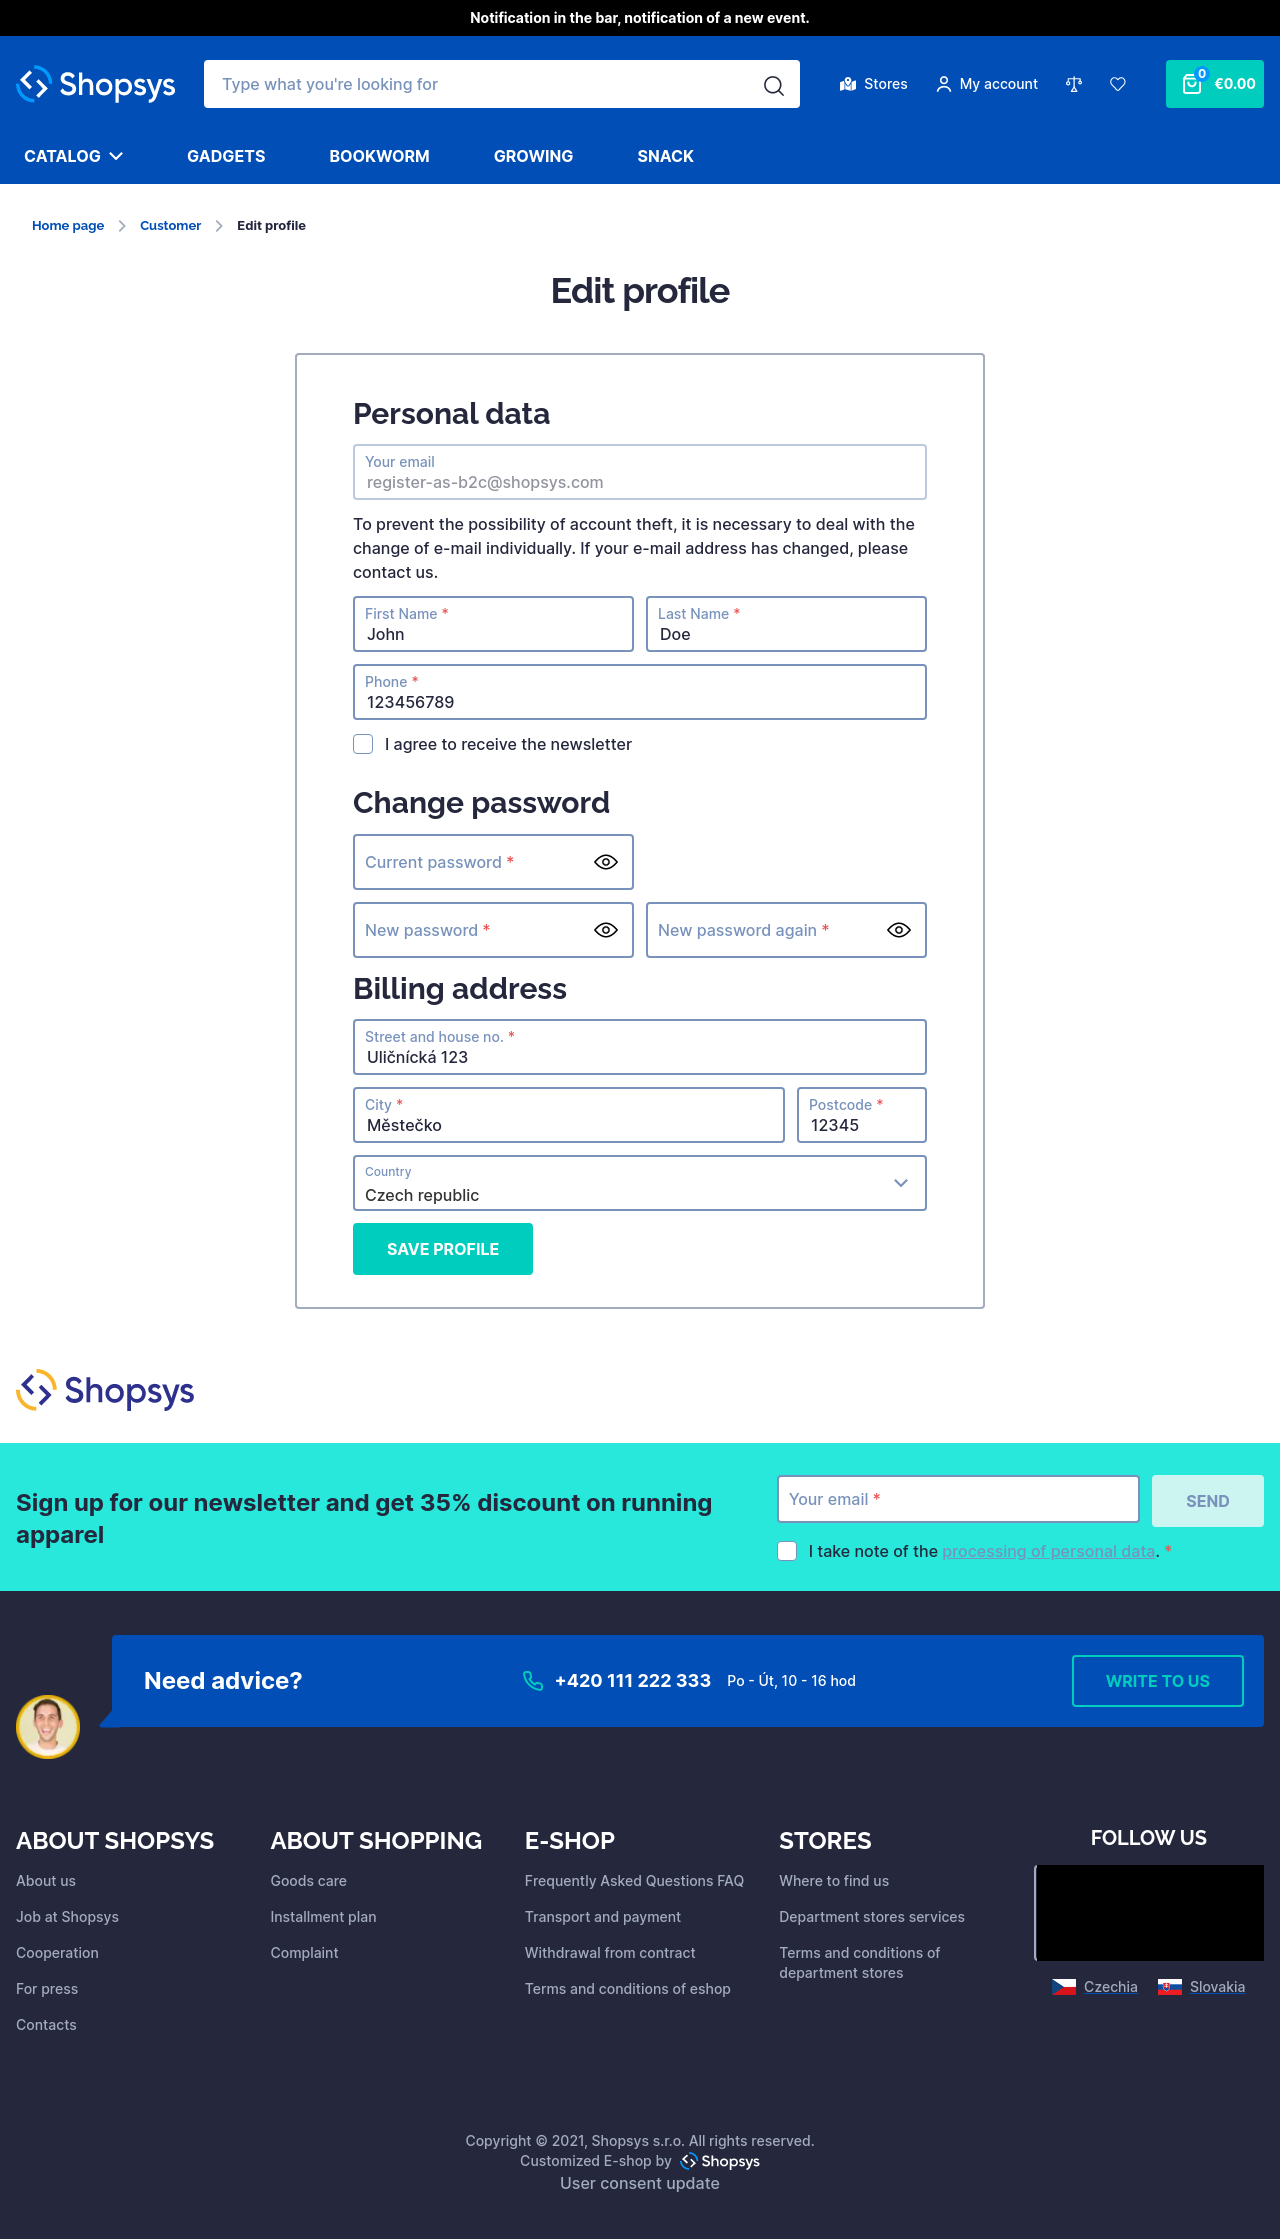 Notification in the bar, notification of a new event.
Shopsys
Type what you're looking for
Stores
My account
0
€0.00
CATALOG
GADGETS
BOOKWORM
GROWING
SNACK
Home page
Customer
Edit profile
Edit profile
Personal data
Your email
register-as-b2c@shopsys.com
To prevent the possibility of account theft, it is necessary to deal with the
change of e-mail individually. If your e-mail address has changed, please
contact us.
First Name *
John
Last Name *
Doe
Phone *
123456789
I agree to receive the newsletter
Change password
Current password *
New password *
New password again *
Billing address
Street and house no. *
Uličnícká 123
City *
Městečko
Postcode *
12345
Country
Czech republic
SAVE PROFILE
Shopsys
Sign up for our newsletter and get 35% discount on running
apparel
Your email *
SEND
I take note of the processing of personal data. *
Need advice?
+420 111 222 333
Po - Út, 10 - 16 hod
WRITE TO US
ABOUT SHOPSYS
About us
Job at Shopsys
Cooperation
For press
Contacts
ABOUT SHOPPING
Goods care
Installment plan
Complaint
E-SHOP
Frequently Asked Questions FAQ
Transport and payment
Withdrawal from contract
Terms and conditions of eshop
STORES
Where to find us
Department stores services
Terms and conditions of
department stores
FOLLOW US
Czechia
Slovakia
Copyright © 2021, Shopsys s.r.o. All rights reserved.
Customized E-shop by Shopsys
User consent update